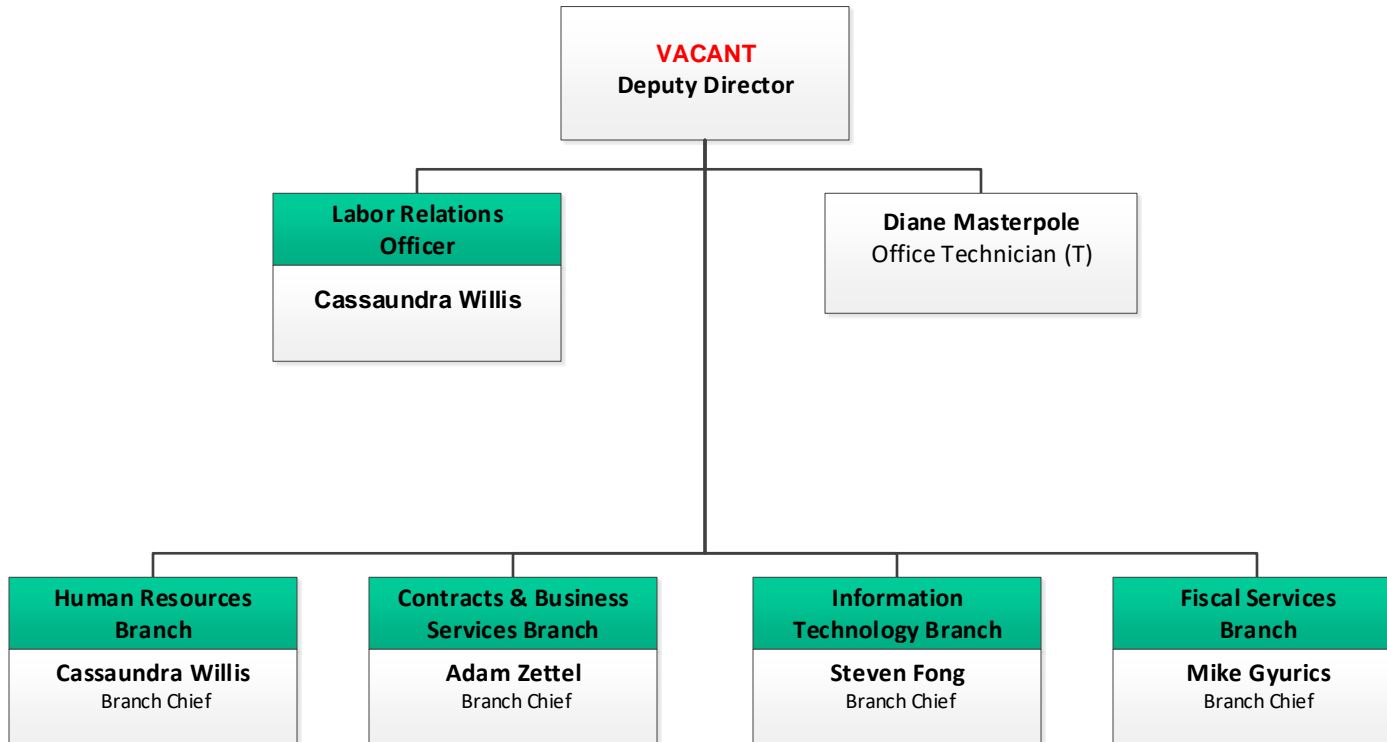 VACANT
Deputy Director
Labor Relations
Officer
Cassaundra Willis
Diane Masterpole
Office Technician (T)
Human Resources
Branch
Cassaundra Willis
Branch Chief
Contracts & Business
Services Branch
Adam Zettel
Branch Chief
Information
Technology Branch
Steven Fong
Branch Chief
Fiscal Services
Branch
Mike Gyurics
Branch Chief